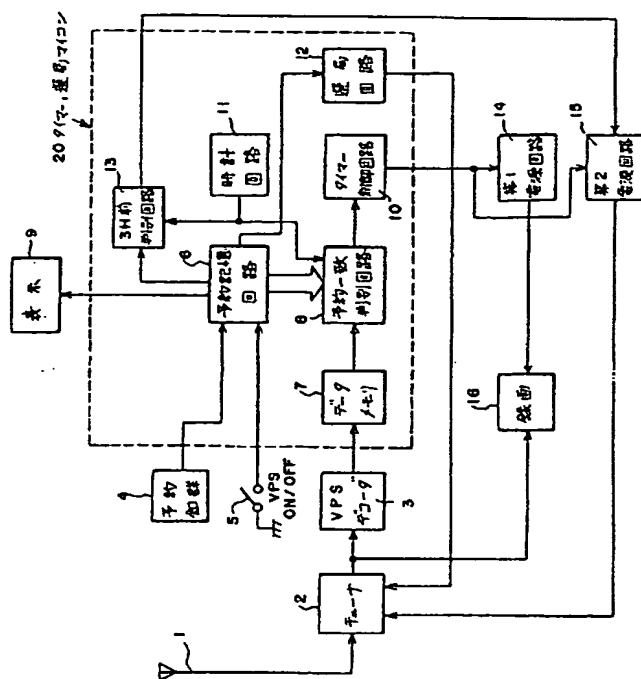 20 タイマー,選局,マイコン
9
表示
13
3H前
判別回路
11
時計
回路
12
選局
回路
6
予約記憶
回路
8
予約一致
判別回路
タイマー
制御回路
10
7
データ
メモリ
4
予約
釦群
5
VPS
ON/OFF
VPS
デコーダ
3
2
チューナ
1
14
第1
電源回路
15
第2
電源回路
16
録画